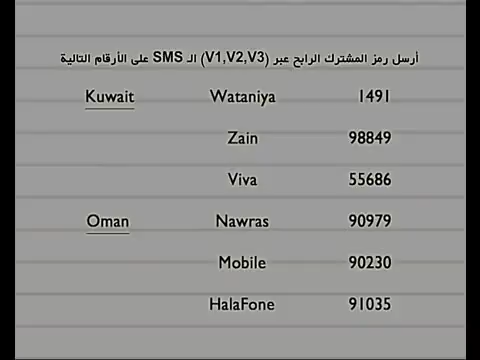 أرسل رمز المشترك الرابح عبر (V1,V2,V3) الـ SMS على الأرقام التالية
Kuwait Wataniya 1491
Zain 98849
Viva 55686
Oman Nawras 90979
Mobile 90230
HalaFone 91035